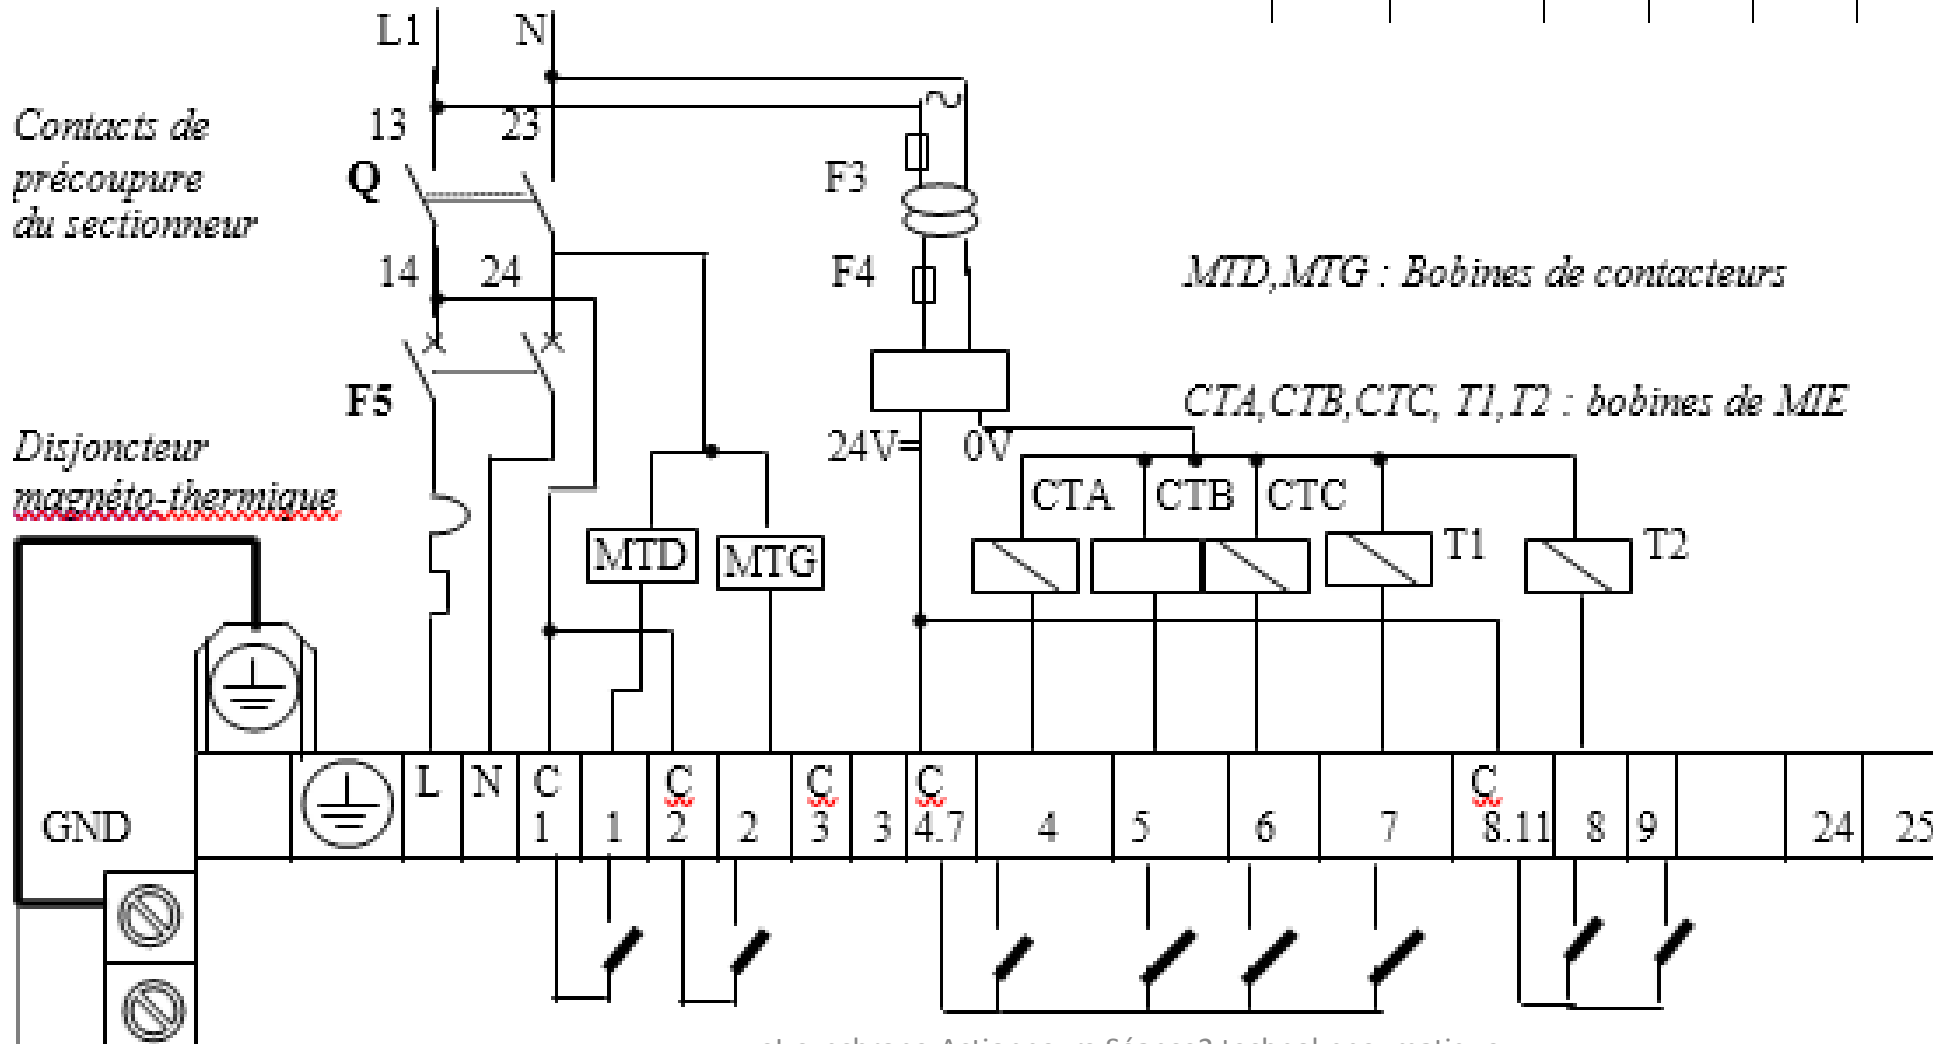 L1 N
13 23
Contacts de
précoupure
du sectionneur
Q
F3
14 24
F4
MTD,MTG : Bobines de contacteurs
F5
CTA,CTB,CTC, T1,T2 : bobines de MIE
Disjoncteur
magnéto-thermique
24V= 0V
CTA CTB CTC
MTD MTG
T1 T2
L N C C C C C
GND 1 1 2 2 3 3 4.7 4 5 6 7 8.11 8 9 24 25